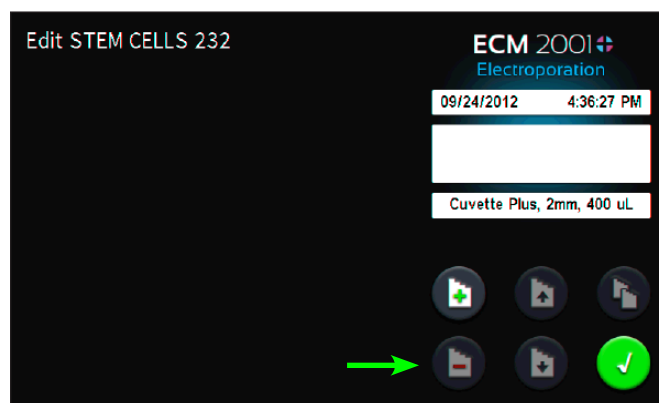 Edit STEM CELLS 232
ECM 2001
Electroporation
09/24/2012 4:36:27 PM
Cuvette Plus, 2mm, 400 uL